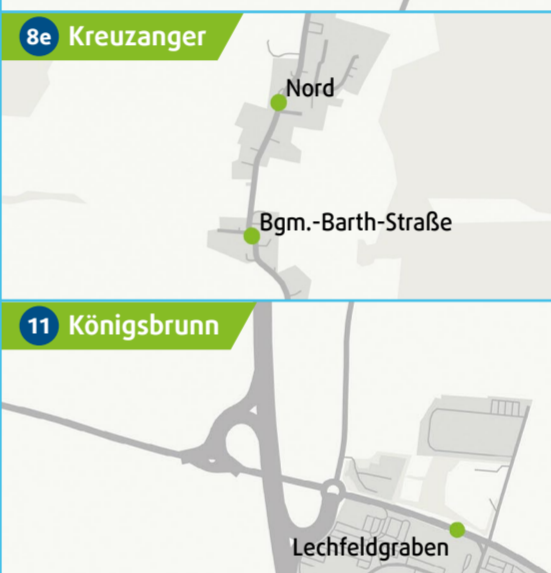 8e Kreuzanger
Nord
Bgm.-Barth-Straße
11 Königsbrunn
Lechfeldgraben